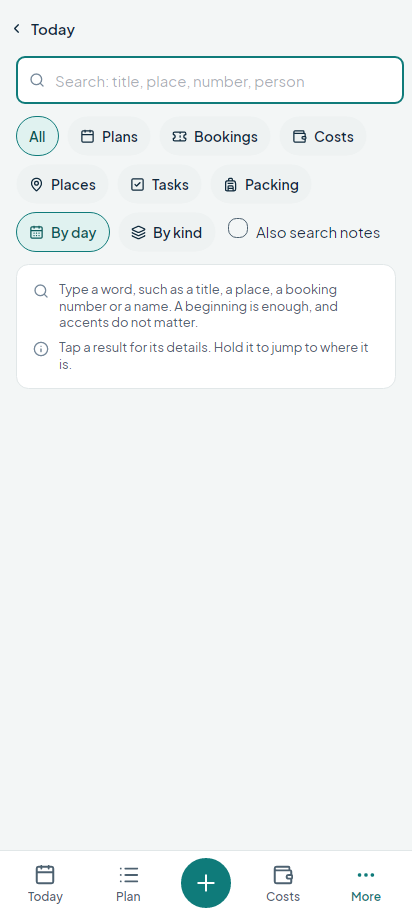 Today
Search: title, place, number, person
All
Plans
Bookings
Costs
Places
Tasks
Packing
By day
By kind
Also search notes
Type a word, such as a title, a place, a booking
number or a name. A beginning is enough, and
accents do not matter.
Tap a result for its details. Hold it to jump to where it
is.
Today
Plan
Costs
More